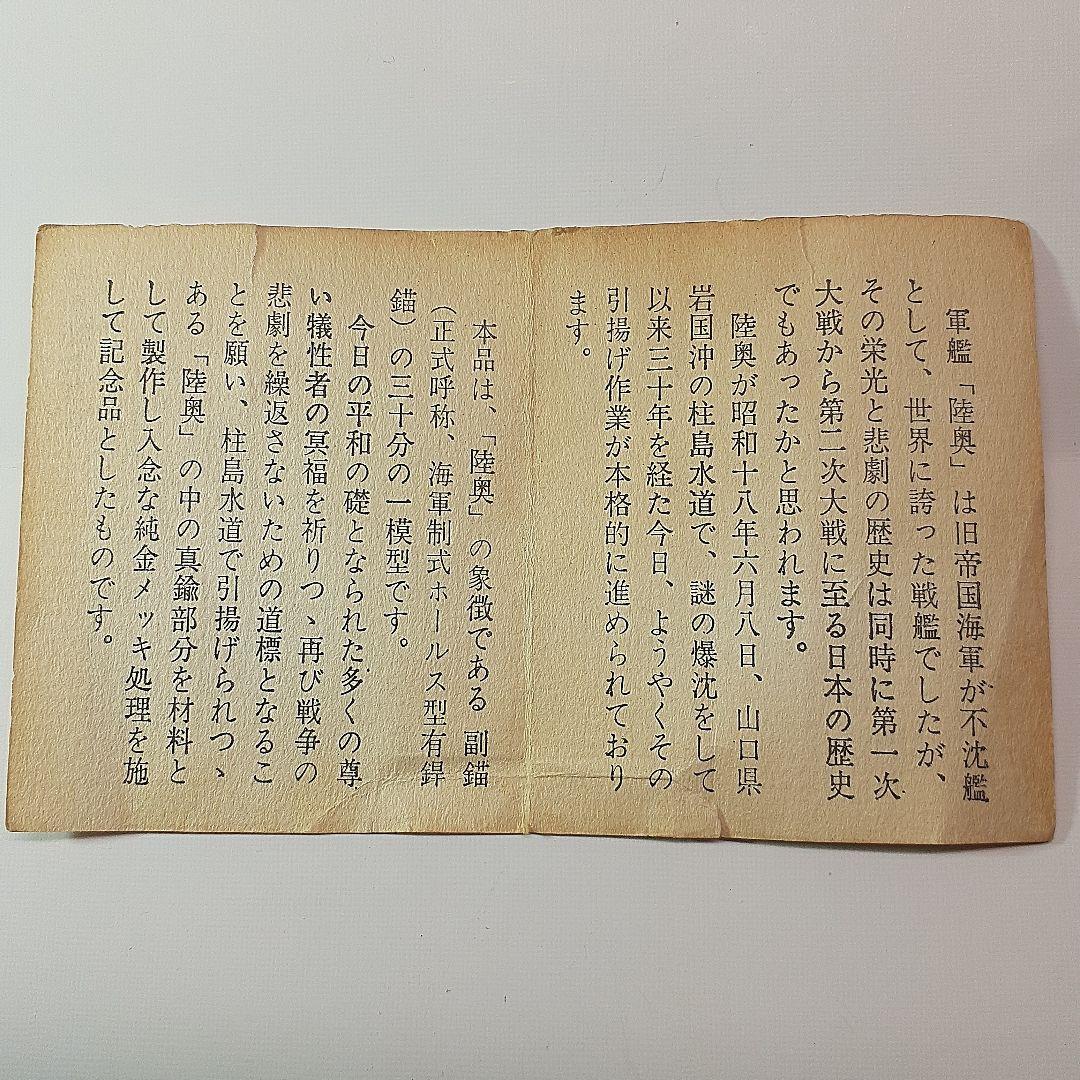 軍艦「陸奥」は旧帝国海軍が不沈艦
として、世界に誇った戦艦でしたが、
その栄光と悲劇の歴史は同時に第一次
大戦から第二次大戦に至る日本の歴史
でもあったかと思われます。
陸奥が昭和十八年六月八日、山口県
岩国沖の柱島水道で、謎の爆沈をして
以来三十年を経た今日、ようやくその
引揚げ作業が本格的に進められており
ます。
本品は、「陸奥」の象徴である副錨
(正式呼称、海軍制式ホールス型有銲
錨)の三十分の一模型です。
今日の平和の礎となられた多くの尊
い犠性者の冥福を祈りつゝ再び戦争の
悲劇を繰返さないための道標となるこ
とを願い、柱島水道で引揚げられつゝ
ある「陸奥」の中の真鍮部分を材料と
して製作し入念な純金メッキ処理を施
して記念品としたものです。